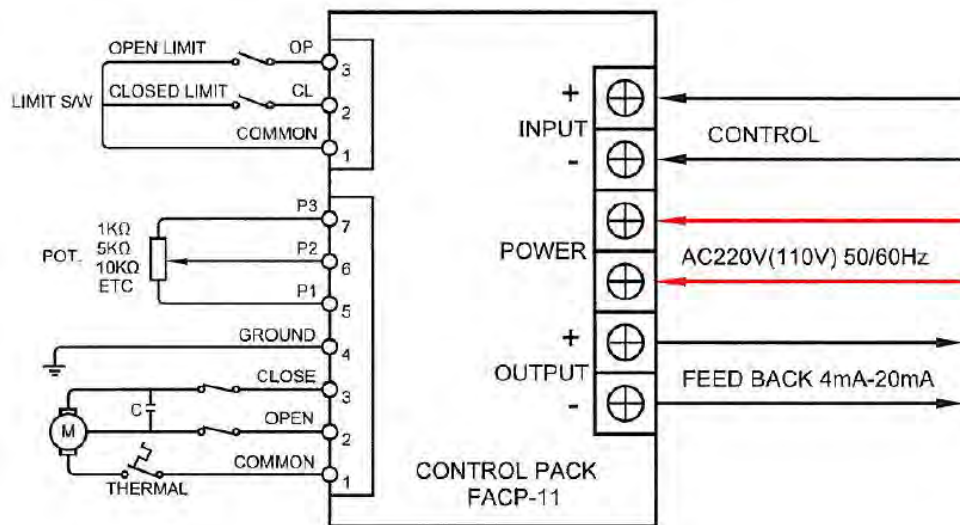 OPEN LIMIT
OP
3
LIMIT S/W
CLOSED LIMIT
CL
2
COMMON
1
P3
7
POT.
1KΩ
5KΩ
10KΩ
ETC
P2
6
P1
5
GROUND
4
CLOSE
3
C
M
OPEN
2
COMMON
1
THERMAL
+
INPUT
-
CONTROL
POWER
AC220V(110V) 50/60Hz
+
OUTPUT
-
FEED BACK 4mA-20mA
CONTROL PACK
FACP-11